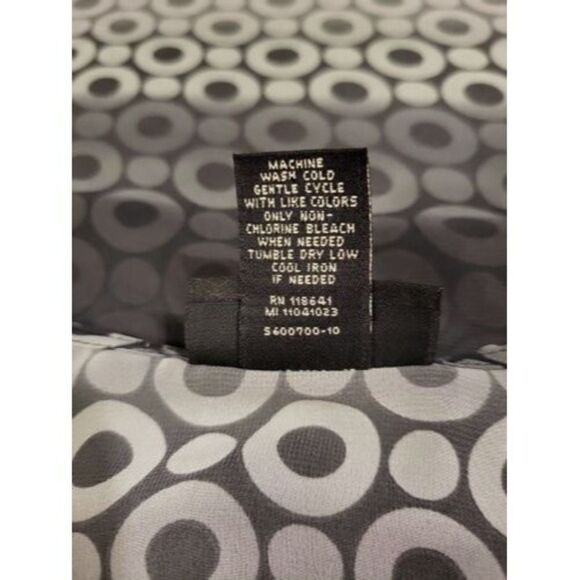 MACHINE
WASH COLD
GENTLE CYCLE
WITH LIKE COLORS
ONLY NON-
CHLORINE BLEACH
WHEN NEEDED
TUMBLE DRY LOW
COOL IRON
IF NEEDED
RN 118641
MI 11041023
S600700-10